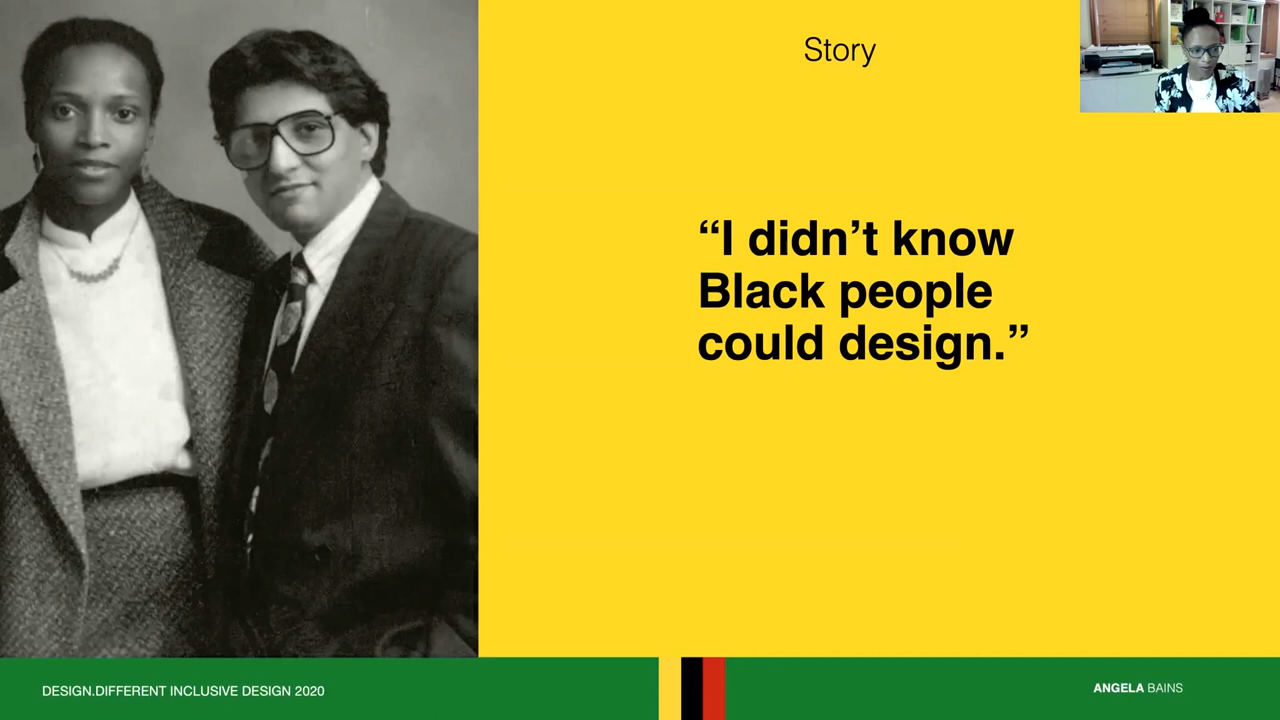 Story
“I didn’t know
Black people
could design.”
DESIGN.DIFFERENT INCLUSIVE DESIGN 2020
ANGELA BAINS